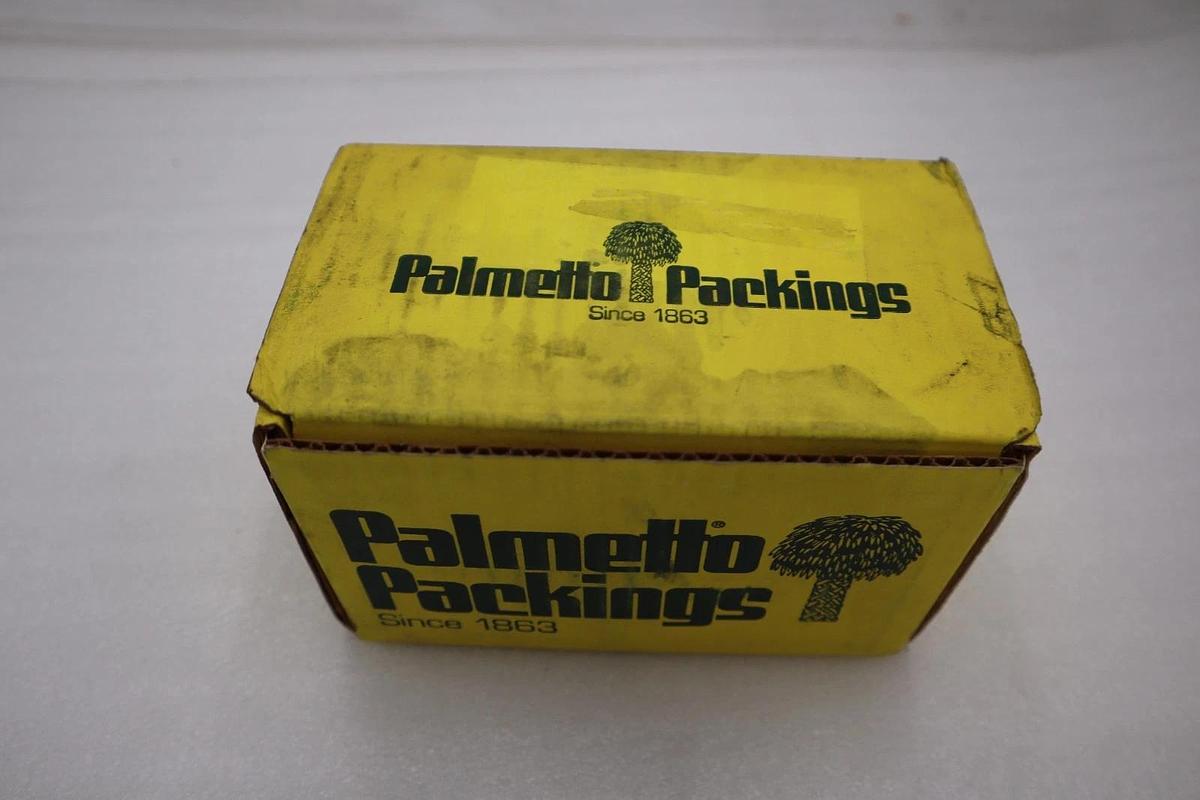 Palmetto Packings
Since 1863
Palmetto®
Packings
Since 1863